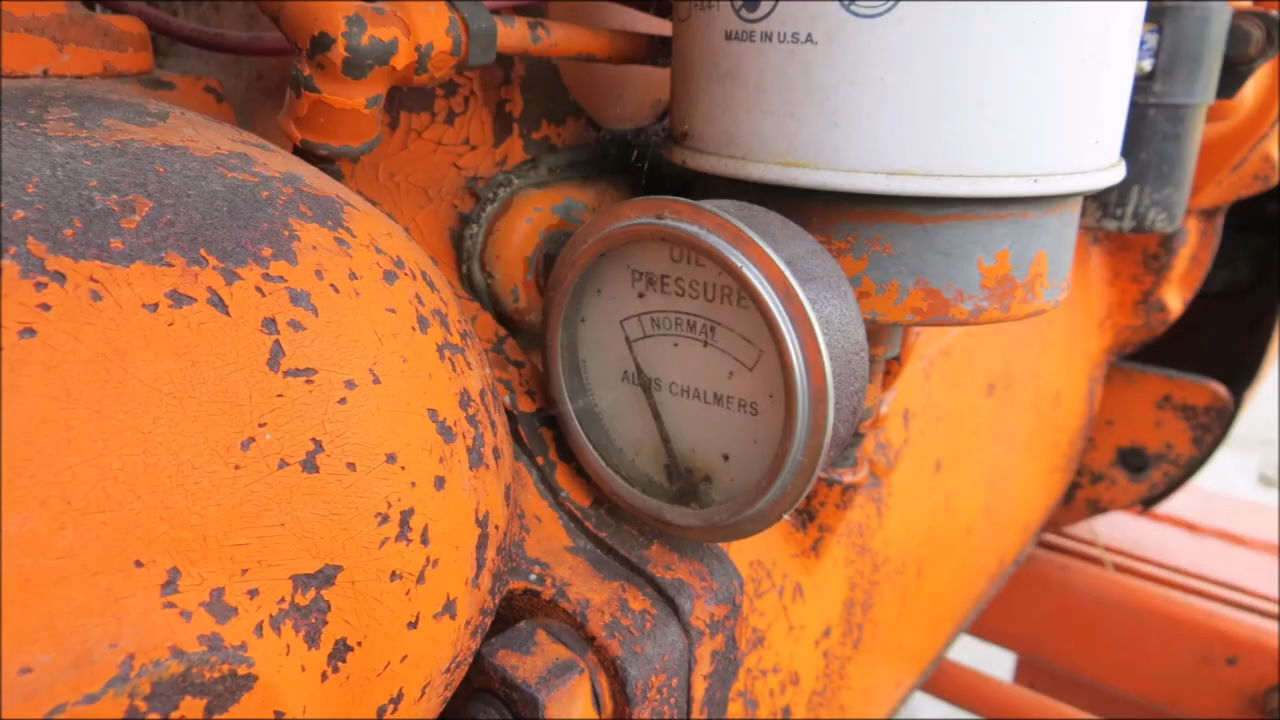 MADE IN U.S.A.
OIL
PRESSURE
NORMAL
ALLIS CHALMERS